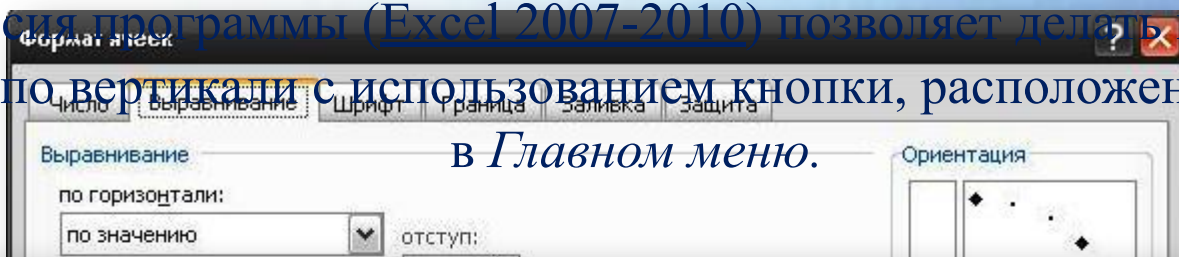 сия программы (Excel 2007-2010) позволяет делать
Формат ячеек
по вертикали с использованием кнопки, расположен
Число Выравнивание Шрифт Граница Заливка Защита
в Главном меню.
Выравнивание
Ориентация
по горизонтали:
по значению
отступ: